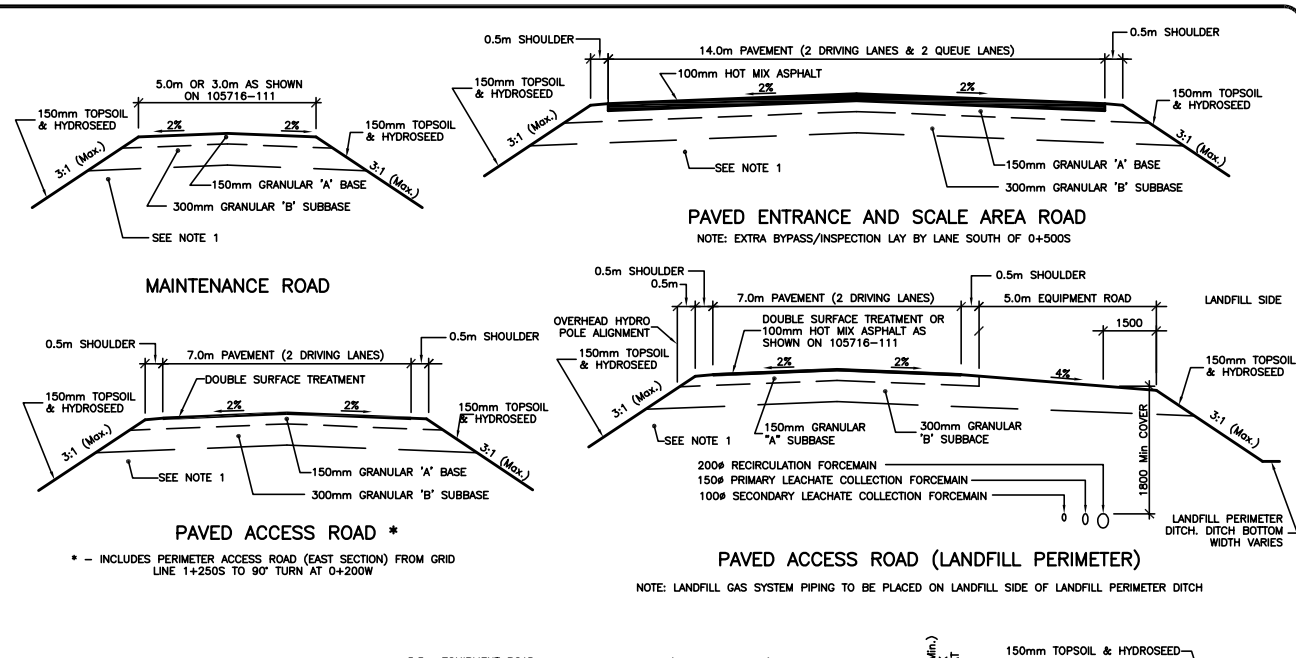 5.0m OR 3.0m AS SHOWN
ON 105716-111
150mm TOPSOIL
& HYDROSEED
2%
2%
150mm TOPSOIL
& HYDROSEED
3:1 (Max.)
3:1 (Max.)
150mm GRANULAR 'A' BASE
300mm GRANULAR 'B' SUBBASE
SEE NOTE 1
MAINTENANCE ROAD
0.5m SHOULDER
0.5m SHOULDER
14.0m PAVEMENT (2 DRIVING LANES & 2 QUEUE LANES)
100mm HOT MIX ASPHALT
150mm TOPSOIL
& HYDROSEED
2%
2%
150mm TOPSOIL
& HYDROSEED
3:1 (Max.)
3:1 (Max.)
SEE NOTE 1
150mm GRANULAR 'A' BASE
300mm GRANULAR 'B' SUBBASE
PAVED ENTRANCE AND SCALE AREA ROAD
NOTE: EXTRA BYPASS/INSPECTION LAY BY LANE SOUTH OF 0+500S
0.5m SHOULDER
0.5m SHOULDER
7.0m PAVEMENT (2 DRIVING LANES)
DOUBLE SURFACE TREATMENT
150mm TOPSOIL
& HYDROSEED
2%
2%
150mm TOPSOIL
& HYDROSEED
3:1 (Max.)
3:1 (Max.)
SEE NOTE 1
150mm GRANULAR 'A' BASE
300mm GRANULAR 'B' SUBBASE
PAVED ACCESS ROAD *
* - INCLUDES PERIMETER ACCESS ROAD (EAST SECTION) FROM GRID
LINE 1+250S TO 90° TURN AT 0+200W
0.5m SHOULDER
0.5m
0.5m SHOULDER
7.0m PAVEMENT (2 DRIVING LANES)
5.0m EQUIPMENT ROAD
LANDFILL SIDE
OVERHEAD HYDRO
POLE ALIGNMENT
DOUBLE SURFACE TREATMENT OR
100mm HOT MIX ASPHALT AS
SHOWN ON 105716-111
1500
150mm TOPSOIL
& HYDROSEED
2%
2%
4%
150mm TOPSOIL
& HYDROSEED
3:1 (Max.)
3:1 (Max.)
SEE NOTE 1
150mm GRANULAR
"A" SUBBASE
300mm GRANULAR
'B' SUBBACE
1800 Min COVER
200ø RECIRCULATION FORCEMAIN
150ø PRIMARY LEACHATE COLLECTION FORCEMAIN
100ø SECONDARY LEACHATE COLLECTION FORCEMAIN
LANDFILL PERIMETER
DITCH. DITCH BOTTOM
WIDTH VARIES
PAVED ACCESS ROAD (LANDFILL PERIMETER)
NOTE: LANDFILL GAS SYSTEM PIPING TO BE PLACED ON LANDFILL SIDE OF LANDFILL PERIMETER DITCH
150mm TOPSOIL & HYDROSEED